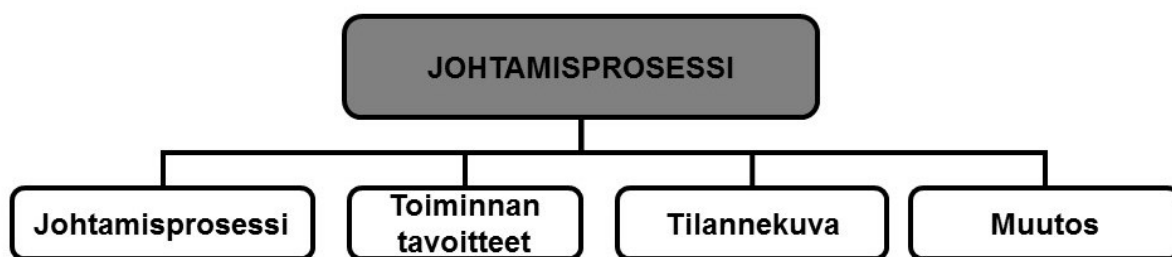 JOHTAMISPROSESSI
Johtamisprosessi
Toiminnan
tavoitteet
Tilannekuva
Muutos